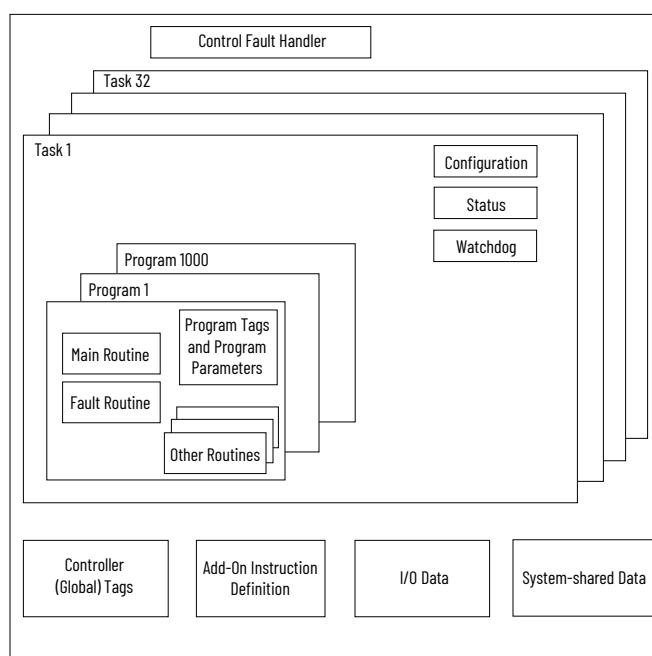 Control Fault Handler
Task 32
Task 1
Configuration
Status
Watchdog
Program 1000
Program 1
Program Tags
and Program
Parameters
Main Routine
Fault Routine
Other Routines
Controller
(Global) Tags
Add-On Instruction
Definition
I/O Data
System-shared Data